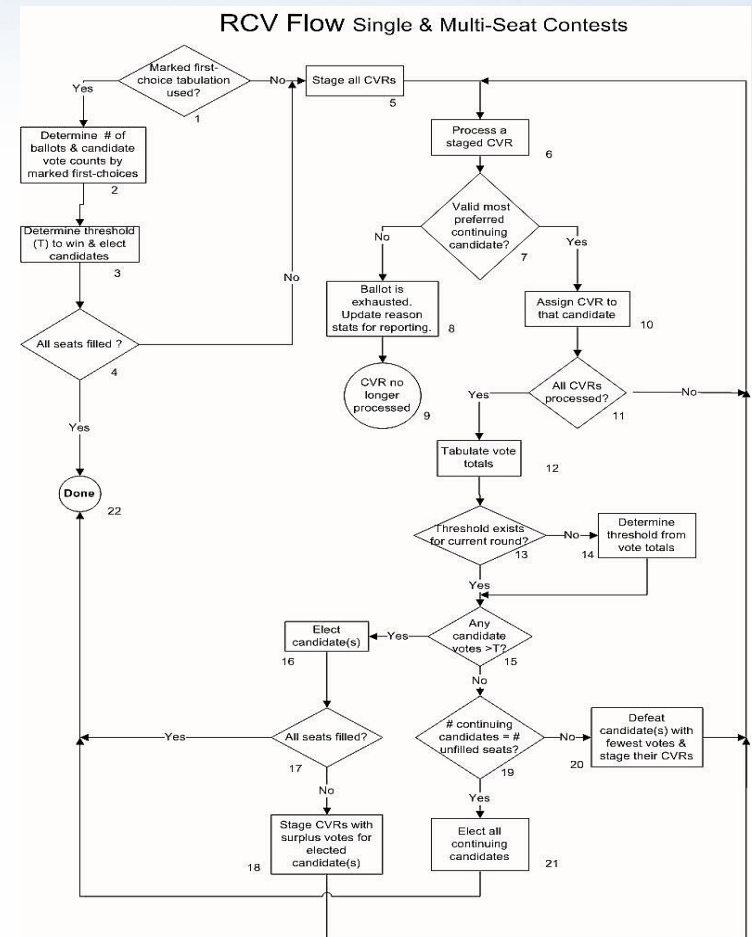 RCV Flow Single & Multi-Seat Contests
Marked first-
choice tabulation
used?
1
Yes
No
Stage all CVRs
5
Determine # of
ballots & candidate
vote counts by
marked first-choices
2
Process a
staged CVR
6
Determine threshold
(T) to win & elect
candidates
3
Valid most
preferred
continuing
candidate?
7
No
Yes
No
Ballot is
exhausted.
Update reason
stats for reporting.
8
Assign CVR to
that candidate
10
All seats filled ?
4
CVR no
longer
processed
9
All CVRs
processed?
11
Yes
No
Yes
Tabulate vote
totals
12
Done
22
Threshold exists
for current round?
13
No
14
Determine
threshold from
vote totals
Yes
Any
candidate
votes >T?
15
Yes
Elect
candidate(s)
16
No
# continuing
candidates = #
unfilled seats?
19
No
20
Defeat
candidate(s) with
fewest votes &
stage their CVRs
All seats filled?
17
Yes
No
Yes
Stage CVRs with
surplus votes for
elected
candidate(s)
18
Elect all
continuing
candidates
21